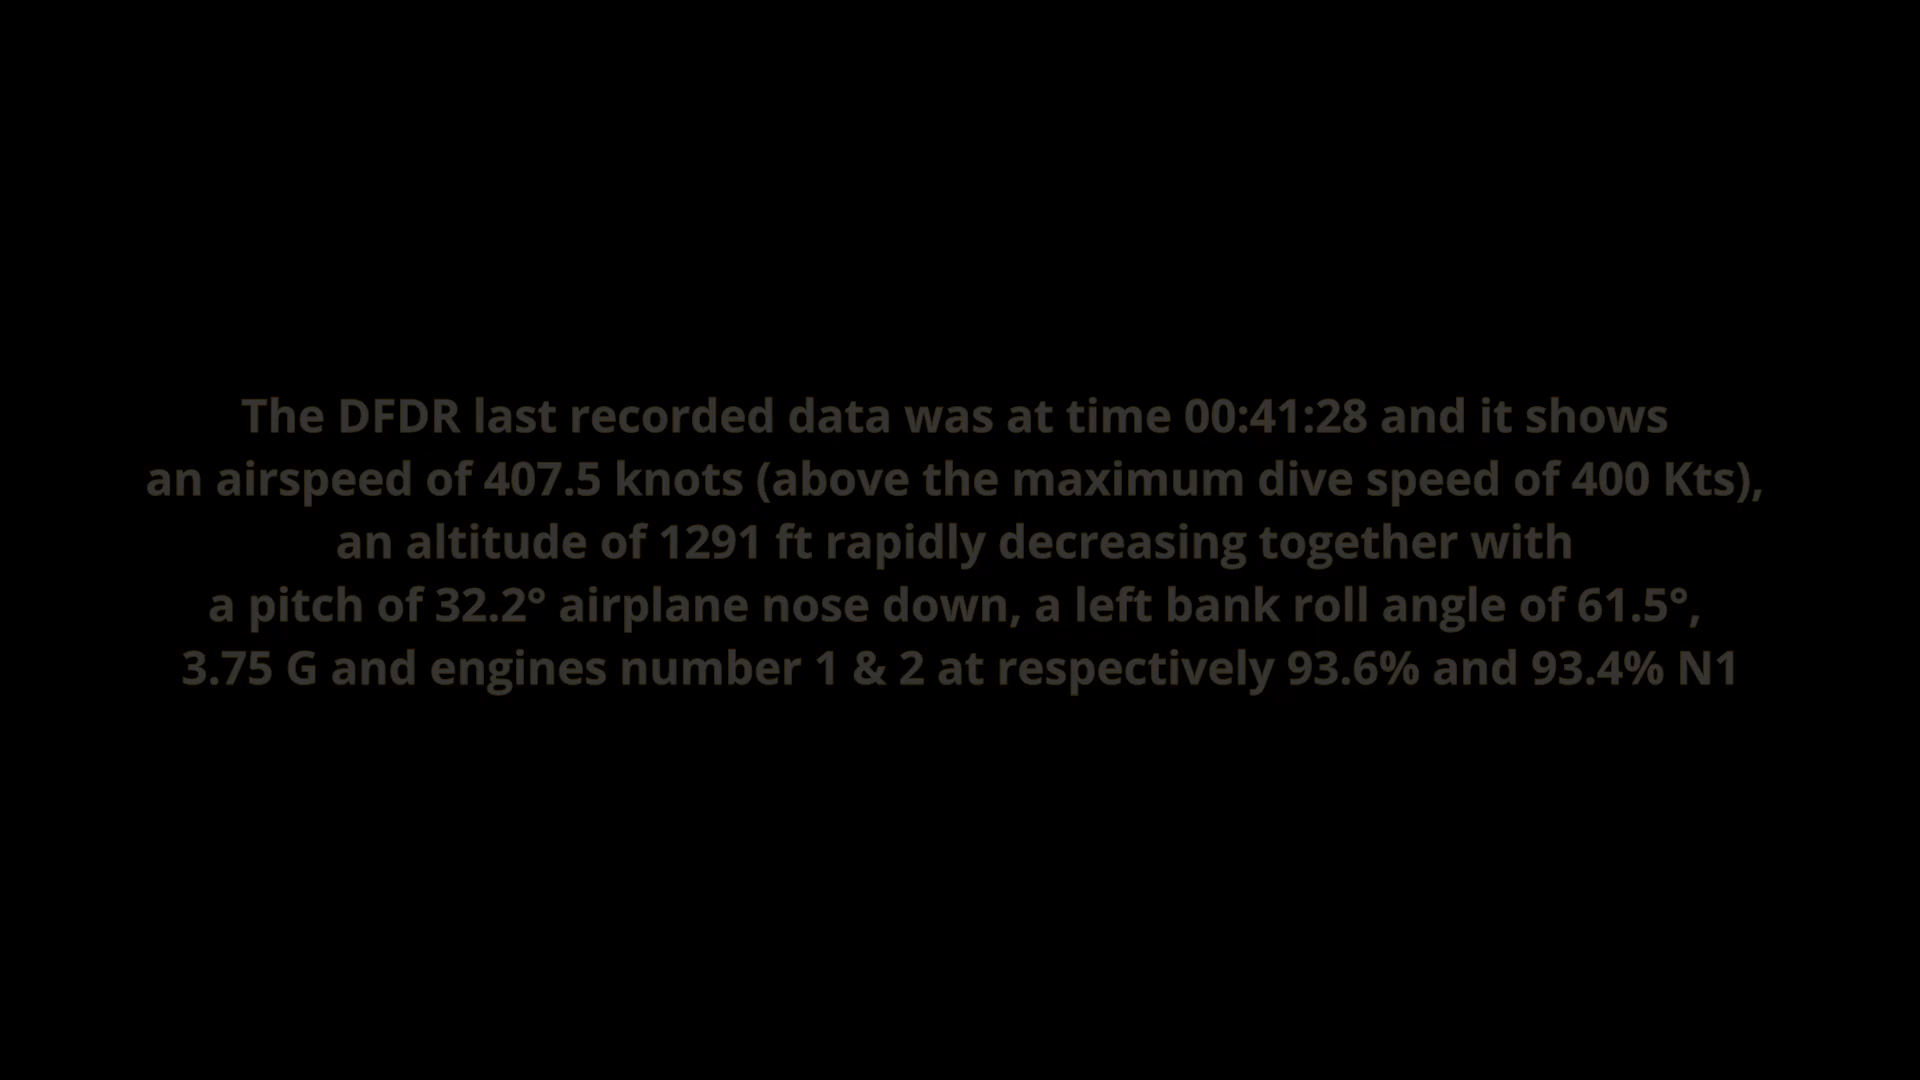 The DFDR last recorded data was at time 00:41:28 and it shows
an airspeed of 407.5 knots (above the maximum dive speed of 400 Kts),
an altitude of 1291 ft rapidly decreasing together with
a pitch of 32.2° airplane nose down, a left bank roll angle of 61.5°,
3.75 G and engines number 1 & 2 at respectively 93.6% and 93.4% N1